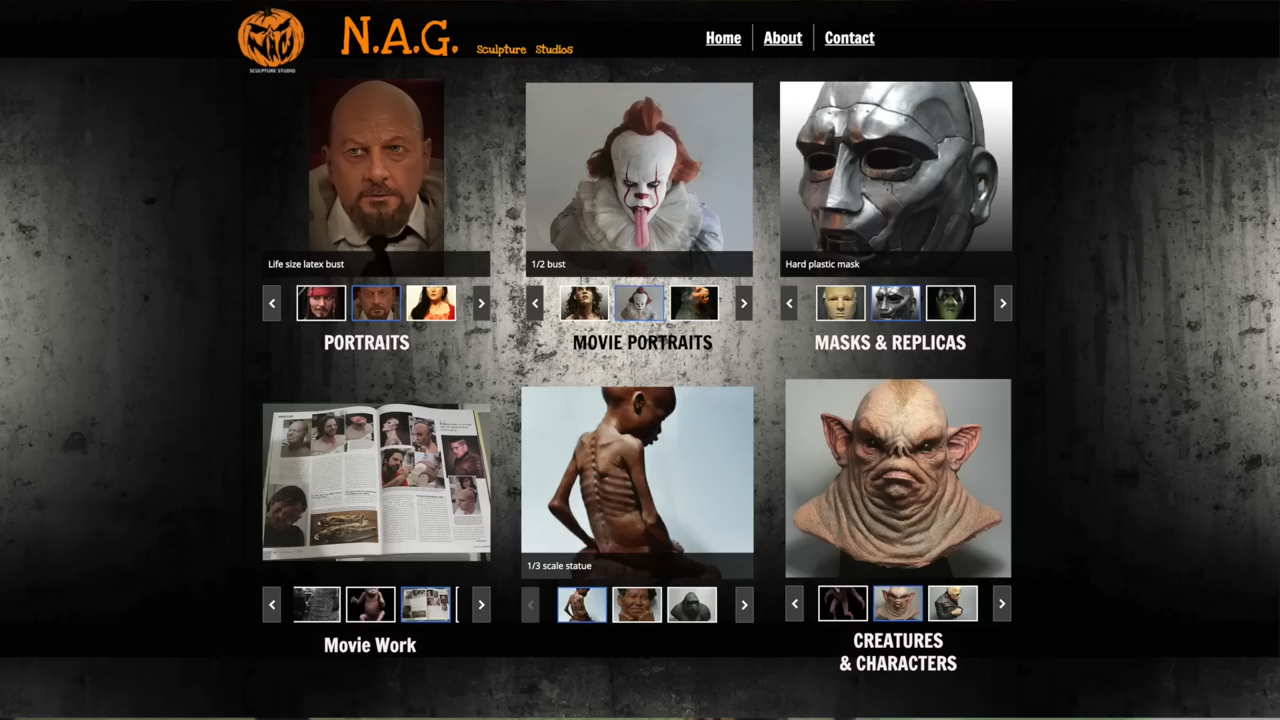 N.A.G. Sculpture Studios
SCULPTURE STUDIO
Home
About
Contact
Life size latex bust
1/2 bust
Hard plastic mask
PORTRAITS
MOVIE PORTRAITS
MASKS & REPLICAS
1/3 scale statue
Movie Work
CREATURES
& CHARACTERS